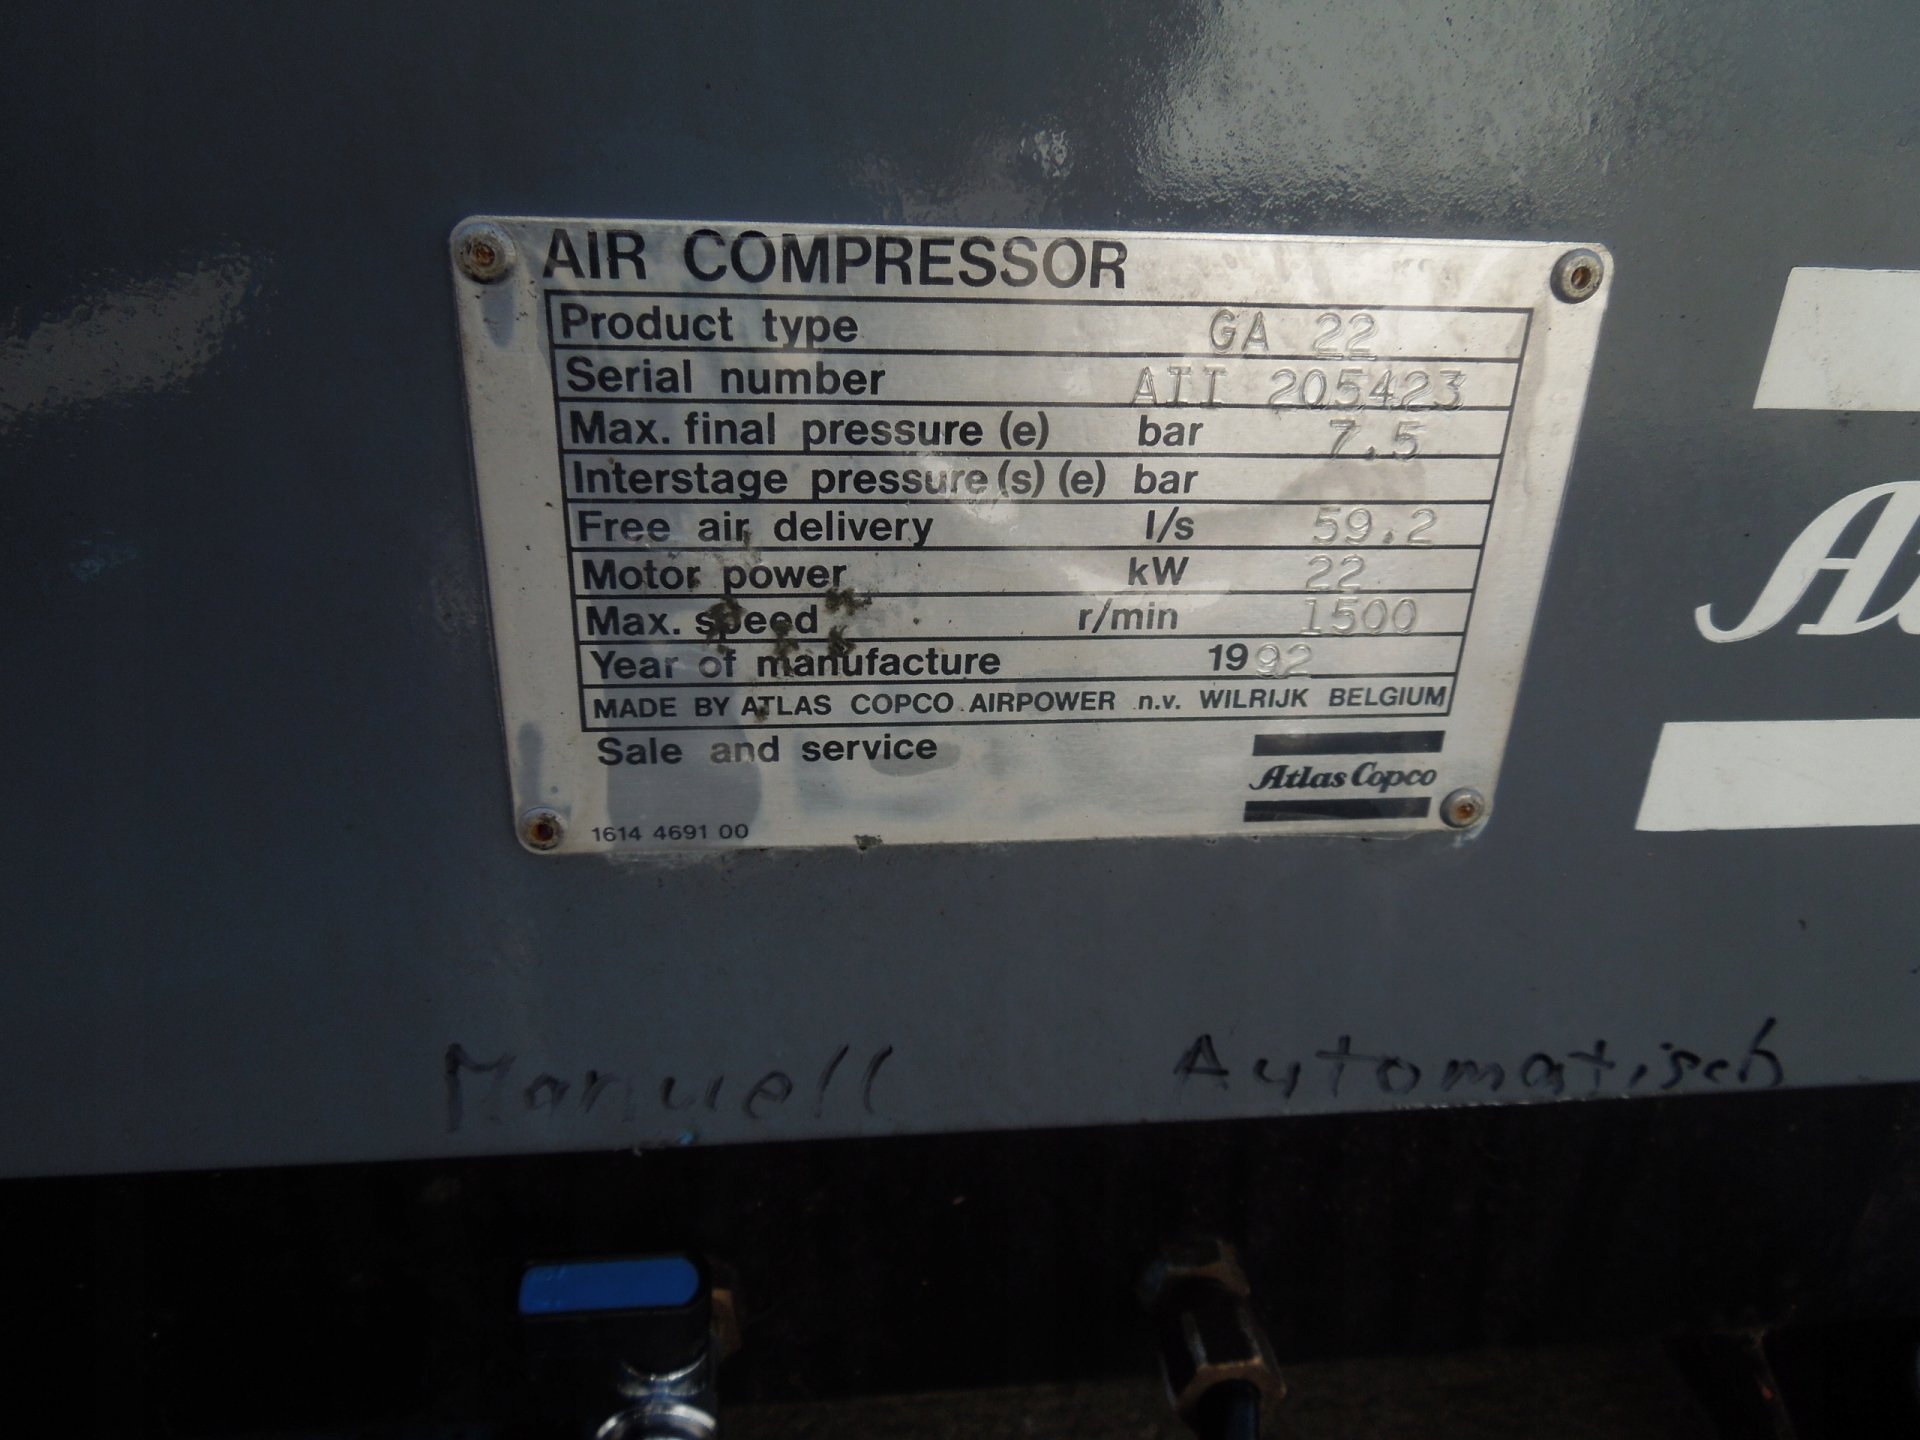 AIR COMPRESSOR
Product type GA 22
Serial number AII 205423
Max. final pressure (e) bar 7.5
Interstage pressure (s) (e) bar
Free air delivery l/s 59.2
Motor power kW 22
Max. speed r/min 1500
Year of manufacture 1992
MADE BY ATLAS COPCO AIRPOWER n.v. WILRIJK BELGIUM
Sale and service
Atlas Copco
1614 4691 00
Manuell Automatisch